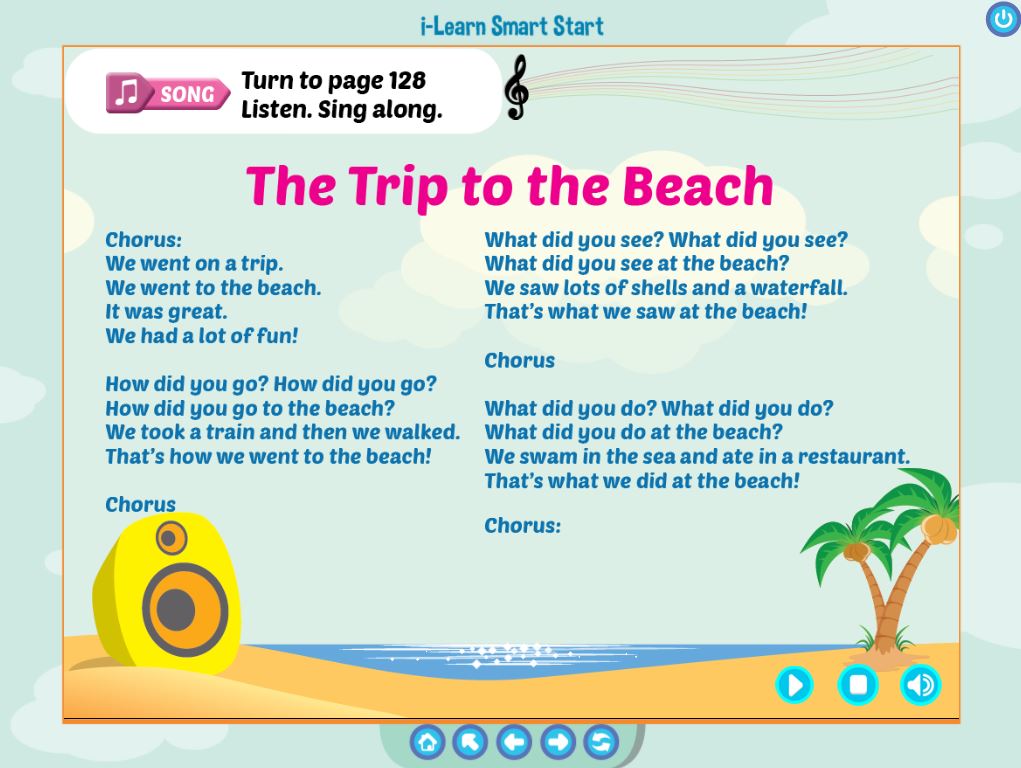 i-Learn Smart Start
SONG
Turn to page 128
Listen. Sing along.
The Trip to the Beach
Chorus:
We went on a trip.
We went to the beach.
It was great.
We had a lot of fun!
How did you go? How did you go?
How did you go to the beach?
We took a train and then we walked.
That's how we went to the beach!
Chorus
What did you see? What did you see?
What did you see at the beach?
We saw lots of shells and a waterfall.
That's what we saw at the beach!
Chorus
What did you do? What did you do?
What did you do at the beach?
We swam in the sea and ate in a restaurant.
That's what we did at the beach!
Chorus: